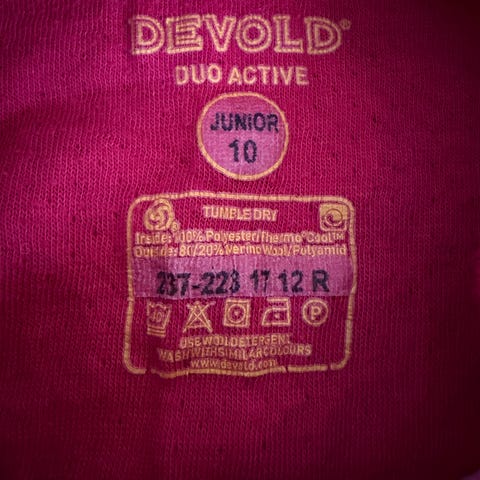 DEVOLD®
DUO ACTIVE
JUNIOR
10
TUMBLE DRY
Inside: 100% Polyester/Thermo°Cool™
Outside: 80/20% Merino Wool/Polyamid
237-223 17 12 R
40
P
USE WOOL DETERGENT
WASH WITH SIMILAR COLOURS
www.devold.com